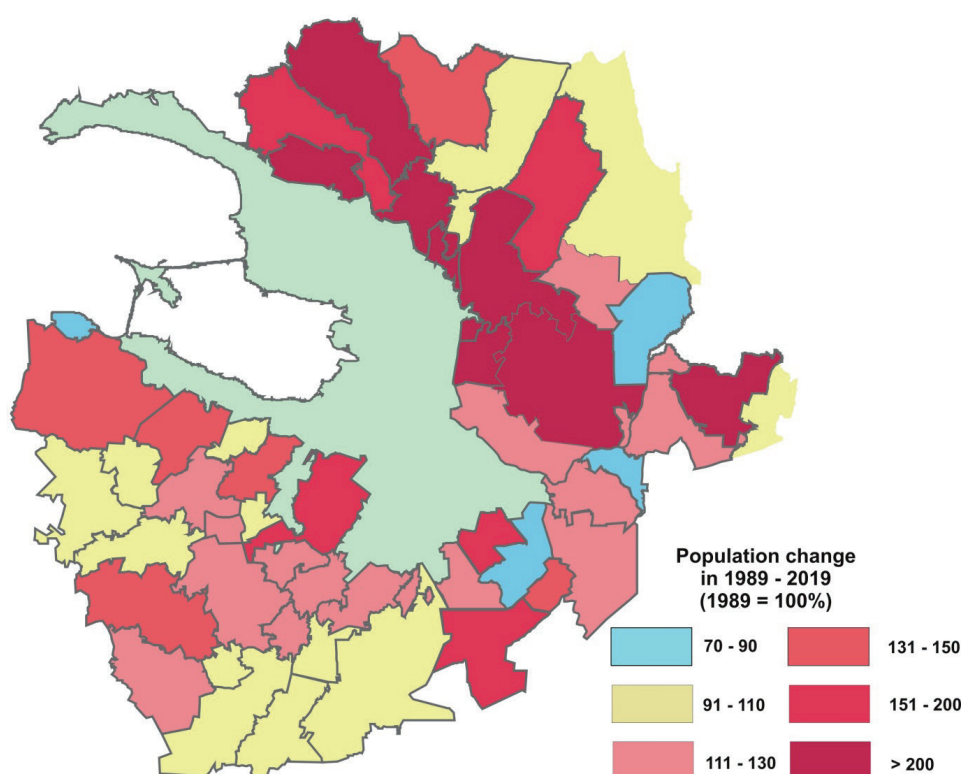 Population change
in 1989 - 2019
(1989 = 100%)
70 - 90
131 - 150
91 - 110
151 - 200
111 - 130
> 200